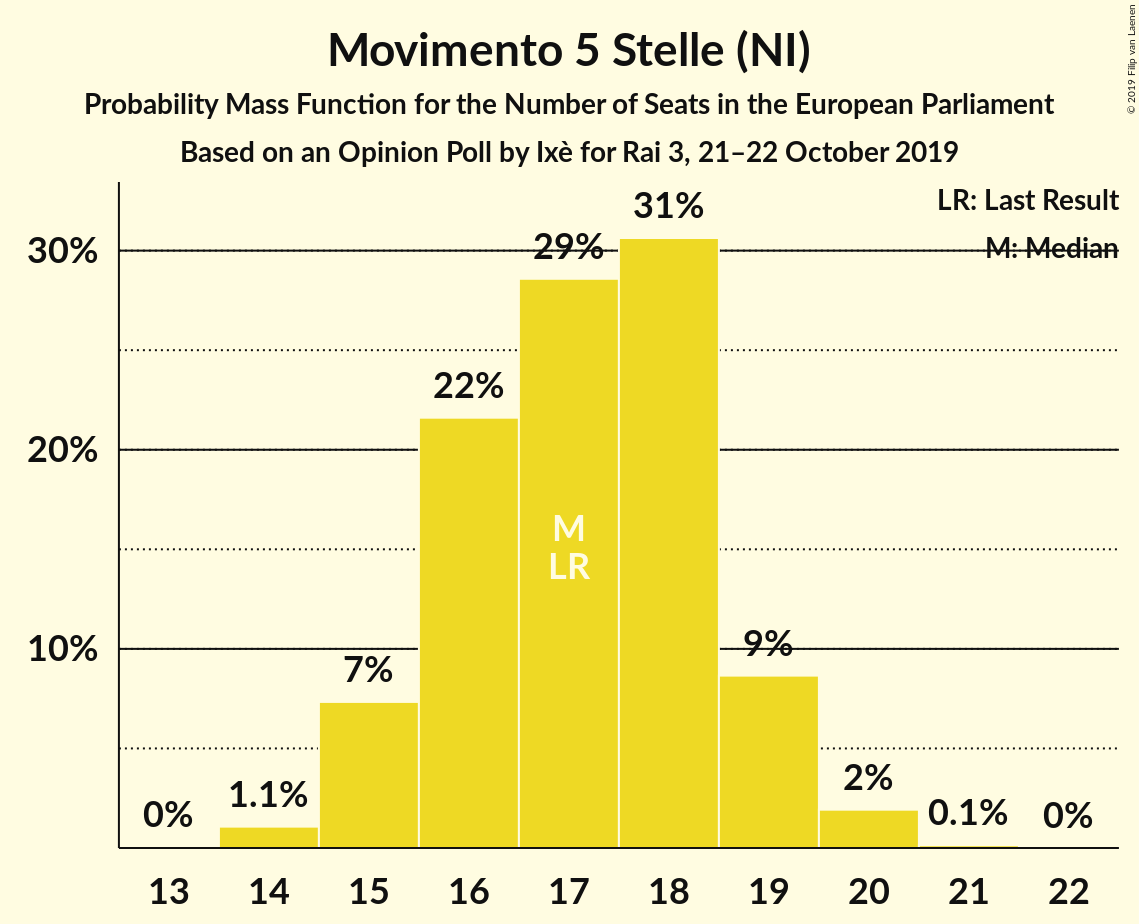 Movimento 5 Stelle (NI)
Probability Mass Function for the Number of Seats in the European Parliament
Based on an Opinion Poll by Ixè for Rai 3, 21–22 October 2019
© 2019 Filip van Laenen
LR: Last Result
M: Median
30%
20%
10%
0%
1.1%
7%
22%
29%
31%
9%
2%
0.1%
0%
M
LR
13 14 15 16 17 18 19 20 21 22